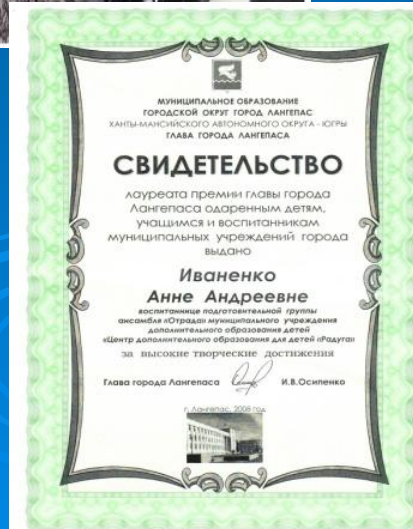 МУНИЦИПАЛЬНОЕ ОБРАЗОВАНИЕ
ГОРОДСКОЙ ОКРУГ ГОРОД ЛАНГЕПАС
ХАНТЫ-МАНСИЙСКОГО АВТОНОМНОГО ОКРУГА - ЮГРЫ
ГЛАВА ГОРОДА ЛАНГЕПАСА
СВИДЕТЕЛЬСТВО
лауреата премии главы города
Лангепаса одаренным детям,
учащимся и воспитанникам
муниципальных учреждений города
выдано
Иваненко
Анне Андреевне
воспитаннице подготовительной группы
ансамбля «Отрада» муниципального учреждения
дополнительного образования детей
«Центр дополнительного образования для детей «Радуга»
за высокие творческие достижения
Глава города Лангепаса И.В.Осипенко
г. Лангепас, 2008 год